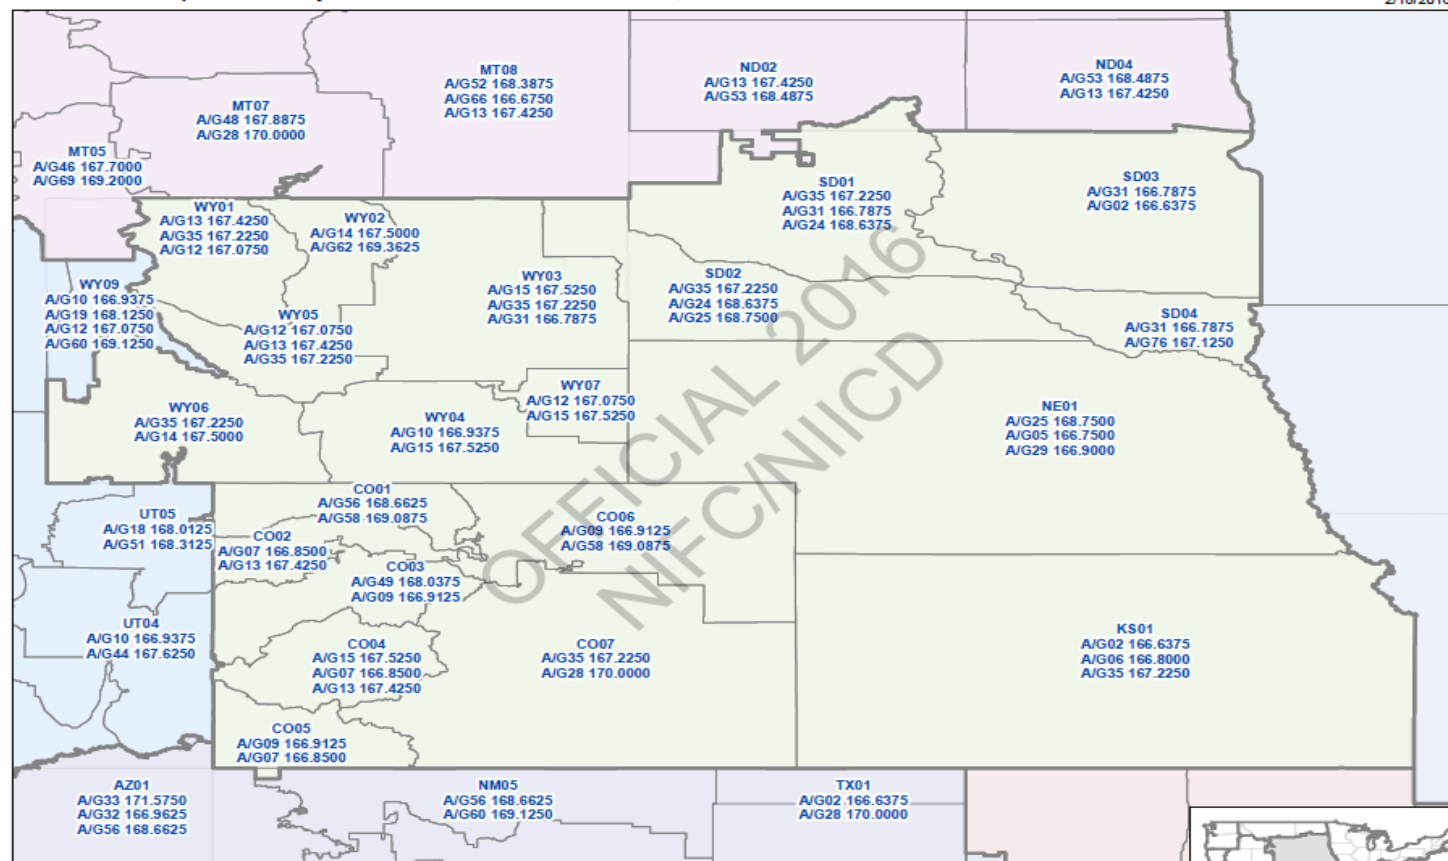 MT08
A/G52 168.3875
A/G66 166.6750
A/G13 167.4250
ND02
A/G13 167.4250
A/G53 168.4875
ND04
A/G53 168.4875
A/G13 167.4250
MT07
A/G48 167.8875
A/G28 170.0000
MT05
A/G46 167.7000
A/G69 169.2000
SD01
A/G35 167.2250
A/G31 166.7875
A/G24 168.6375
SD03
A/G31 166.7875
A/G02 166.6375
WY01
A/G13 167.4250
A/G35 167.2250
A/G12 167.0750
WY02
A/G14 167.5000
A/G62 169.3625
WY03
A/G15 167.5250
A/G35 167.2250
A/G31 166.7875
SD02
A/G35 167.2250
A/G24 168.6375
A/G25 168.7500
WY09
A/G10 166.9375
A/G19 168.1250
A/G12 167.0750
A/G60 169.1250
WY05
A/G12 167.0750
A/G13 167.4250
A/G35 167.2250
SD04
A/G31 166.7875
A/G76 167.1250
WY07
A/G12 167.0750
A/G15 167.5250
WY06
A/G35 167.2250
A/G14 167.5000
WY04
A/G10 166.9375
A/G15 167.5250
NE01
A/G25 168.7500
A/G05 166.7500
A/G29 166.9000
OFFICIAL 2016
NIFC/NIICD
CO01
A/G56 168.6625
A/G58 169.0875
UT05
A/G18 168.0125
A/G51 168.3125
CO02
A/G07 166.8500
A/G13 167.4250
CO06
A/G09 166.9125
A/G58 169.0875
CO03
A/G49 168.0375
A/G09 166.9125
UT04
A/G10 166.9375
A/G44 167.6250
CO04
A/G15 167.5250
A/G07 166.8500
A/G13 167.4250
CO07
A/G35 167.2250
A/G28 170.0000
KS01
A/G02 166.6375
A/G06 166.8000
A/G35 167.2250
CO05
A/G09 166.9125
A/G07 166.8500
AZ01
A/G33 171.5750
A/G32 166.9625
A/G56 168.6625
NM05
A/G56 168.6625
A/G60 169.1250
TX01
A/G02 166.6375
A/G28 170.0000